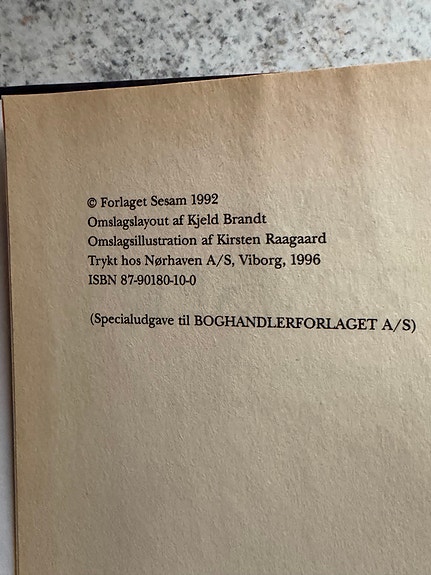 © Forlaget Sesam 1992
Omslagslayout af Kjeld Brandt
Omslagsillustration af Kirsten Raagaard
Trykt hos Nørhaven A/S, Viborg, 1996
ISBN 87-90180-10-0
(Specialudgave til BOGHANDLERFORLAGET A/S)